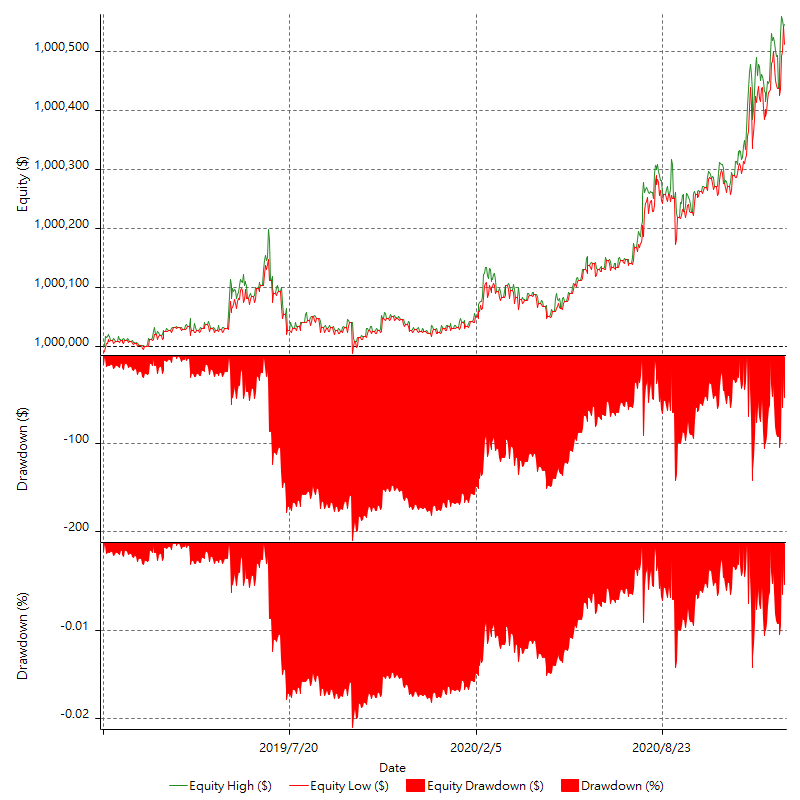 1,000,500
1,000,400
1,000,300
1,000,200
1,000,100
1,000,000
Equity ($)
-100
-200
Drawdown ($)
-0.01
-0.02
Drawdown (%)
2019/7/20 2020/2/5 2020/8/23
Date
Equity High ($) Equity Low ($) Equity Drawdown ($) Drawdown (%)